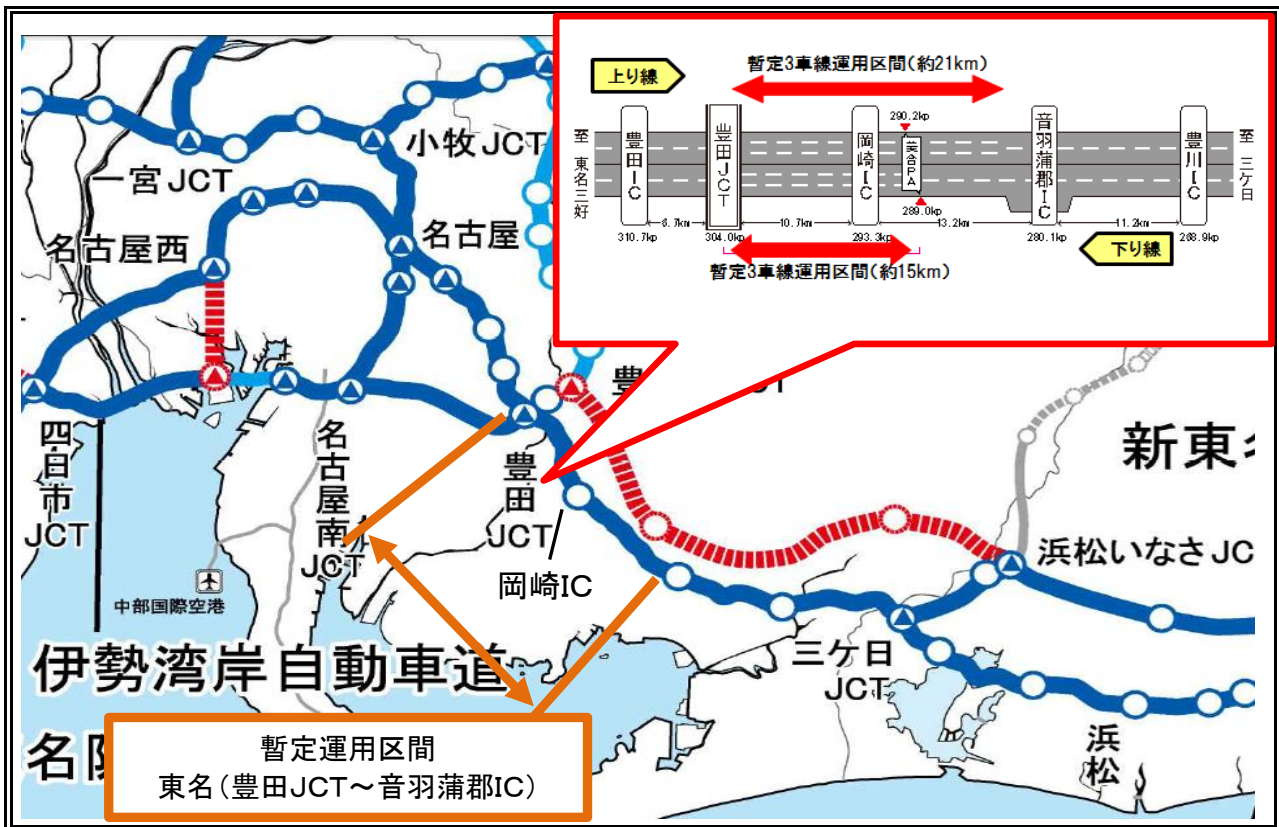 暫定3車線運用区間(約21km)
上り線
290.2kp
至 東名三好
豊田IC
豊田JCT
岡崎IC
美合PA
音羽蒲郡IC
豊川IC
至 三ケ日
289.0kp
6.7km
10.7km
13.2km
11.2km
310.7kp
304.0kp
293.3kp
280.1kp
268.9kp
下り線
暫定3車線運用区間(約15km)
小牧JCT
一宮JCT
名古屋西
名古屋
豊
新東名
四日市JCT
名古屋南JCT
豊田JCT
岡崎IC
中部国際空港
浜松いなさJC
三ケ日JCT
浜松
伊勢湾岸自動車道
名
暫定運用区間
東名(豊田JCT～音羽蒲郡IC)